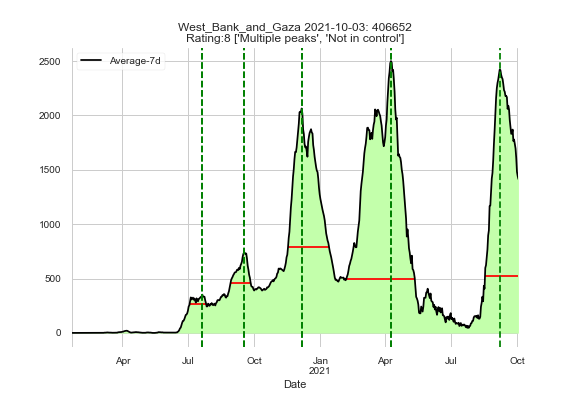 West_Bank_and_Gaza 2021-10-03: 406652
Rating:8 ['Multiple peaks', 'Not in control']
Average-7d
2500
2000
1500
1000
500
0
Apr Jul Oct Jan Apr Jul Oct
2021
Date